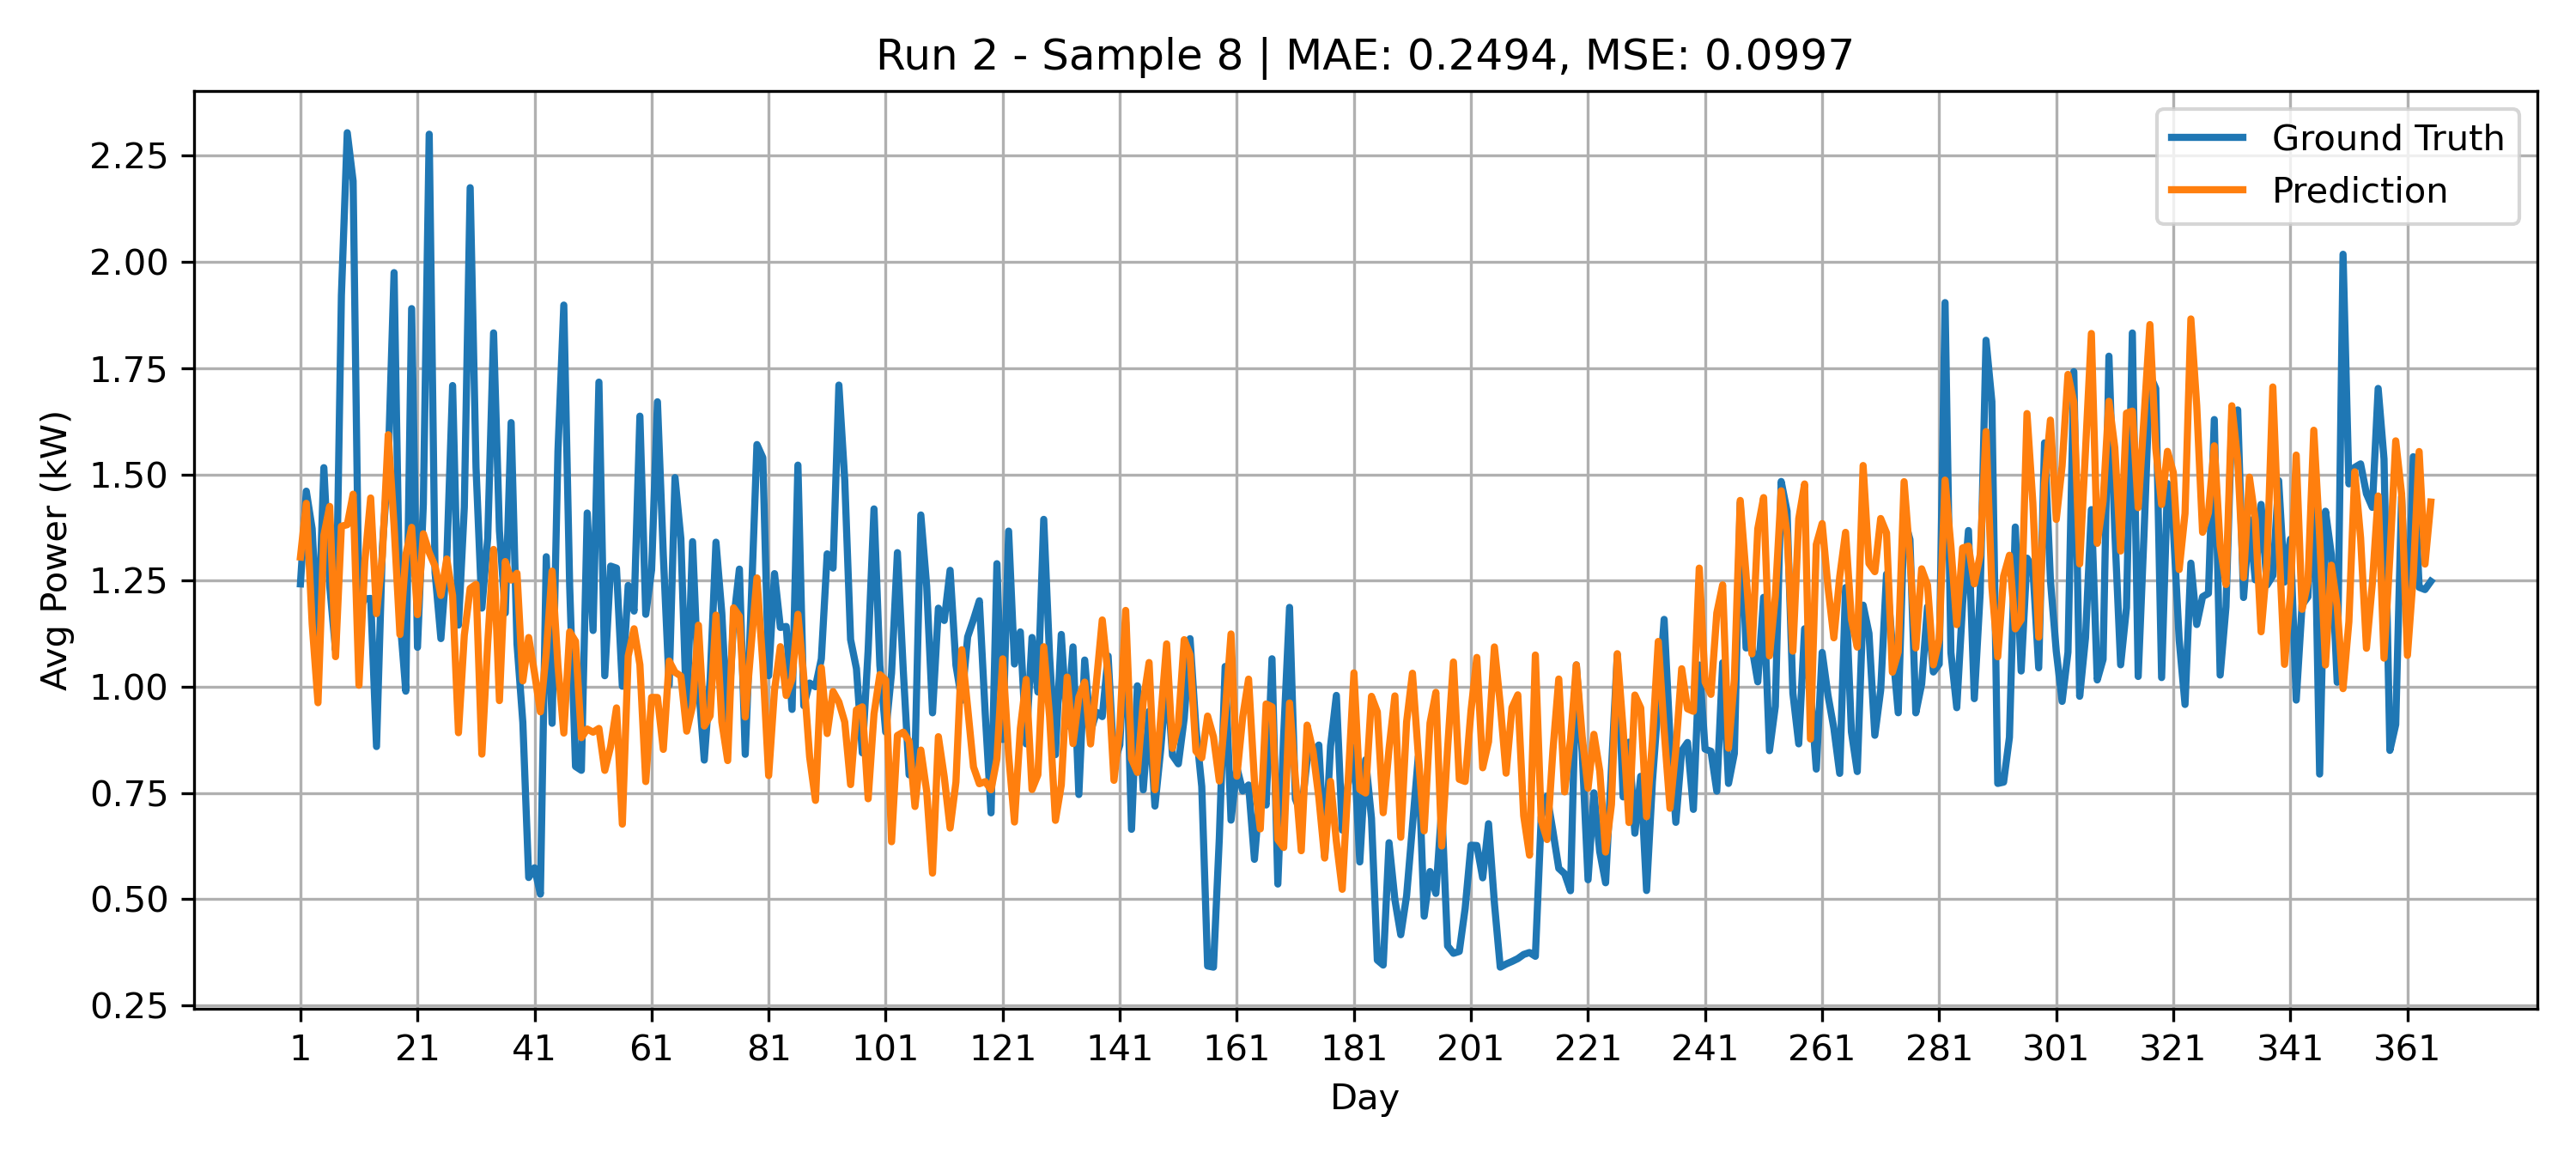 Run 2 - Sample 8 | MAE: 0.2494, MSE: 0.0997
Ground Truth
Prediction
Avg Power (kW)
2.25
2.00
1.75
1.50
1.25
1.00
0.75
0.50
0.25
1 21 41 61 81 101 121 141 161 181 201 221 241 261 281 301 321 341 361
Day